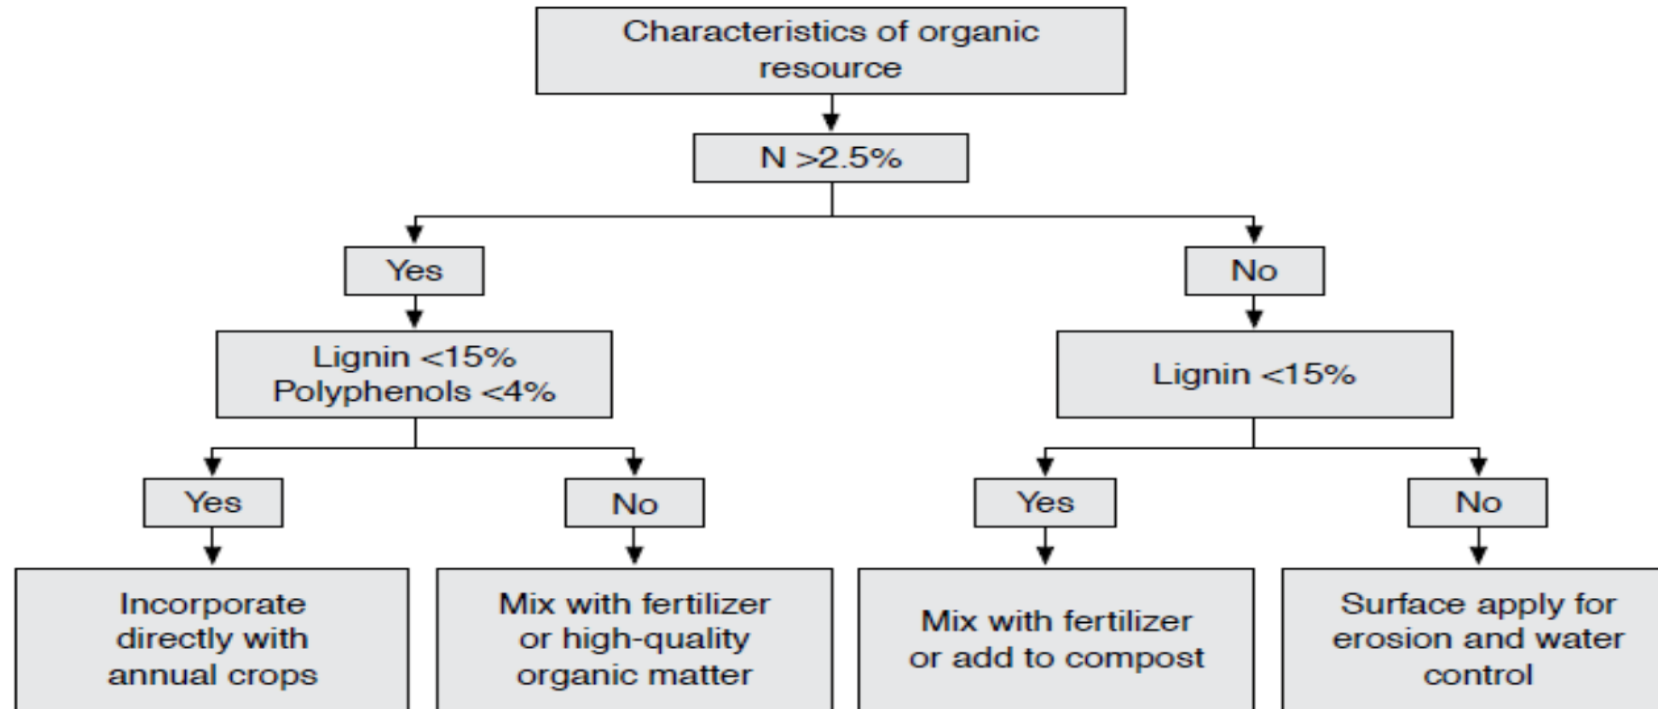 Characteristics of organic
resource
N >2.5%
Yes
No
Lignin <15%
Polyphenols <4%
Lignin <15%
Yes
No
Yes
No
Incorporate
directly with
annual crops
Mix with fertilizer
or high-quality
organic matter
Mix with fertilizer
or add to compost
Surface apply for
erosion and water
control